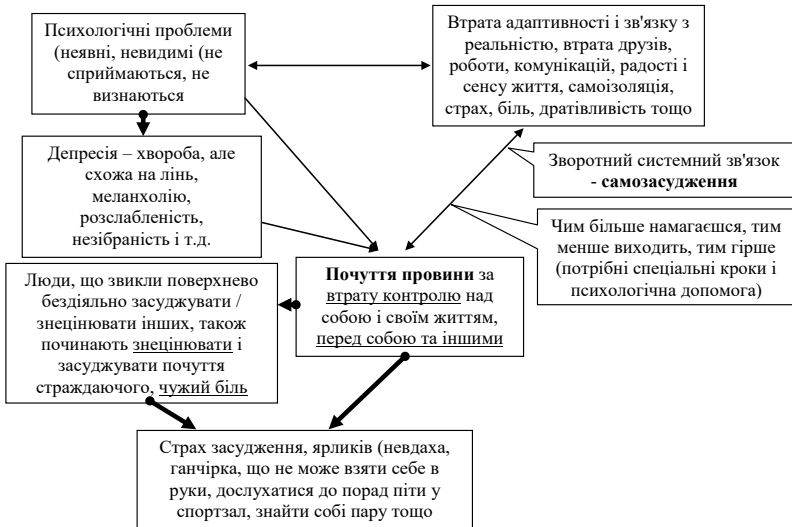 Психологічні проблеми
(неявні, невидимі (не
сприймаються, не
визнаються
Втрата адаптивності і зв'язку з
реальністю, втрата друзів,
роботи, комунікацій, радості і
сенсу життя, самоізоляція,
страх, біль, дратівливість тощо
Депресія – хвороба, але
схожа на лінь,
меланхолію,
розслабленість,
незібраність і т.д.
Зворотний системний зв'язок
- самозасудження
Чим більше намагаєшся, тим
менше виходить, тим гірше
(потрібні спеціальні кроки і
психологічна допомога)
Люди, що звикли поверхнево
бездіяльно засуджувати /
знецінювати інших, також
починають знецінювати і
засуджувати почуття
страждаючого, чужий біль
Почуття провини за
втрату контролю над
собою і своїм життям,
перед собою та іншими
Страх засудження, ярликів (невдаха,
ганчірка, що не може взяти себе в
руки, дослухатися до порад піти у
спортзал, знайти собі пару тощо